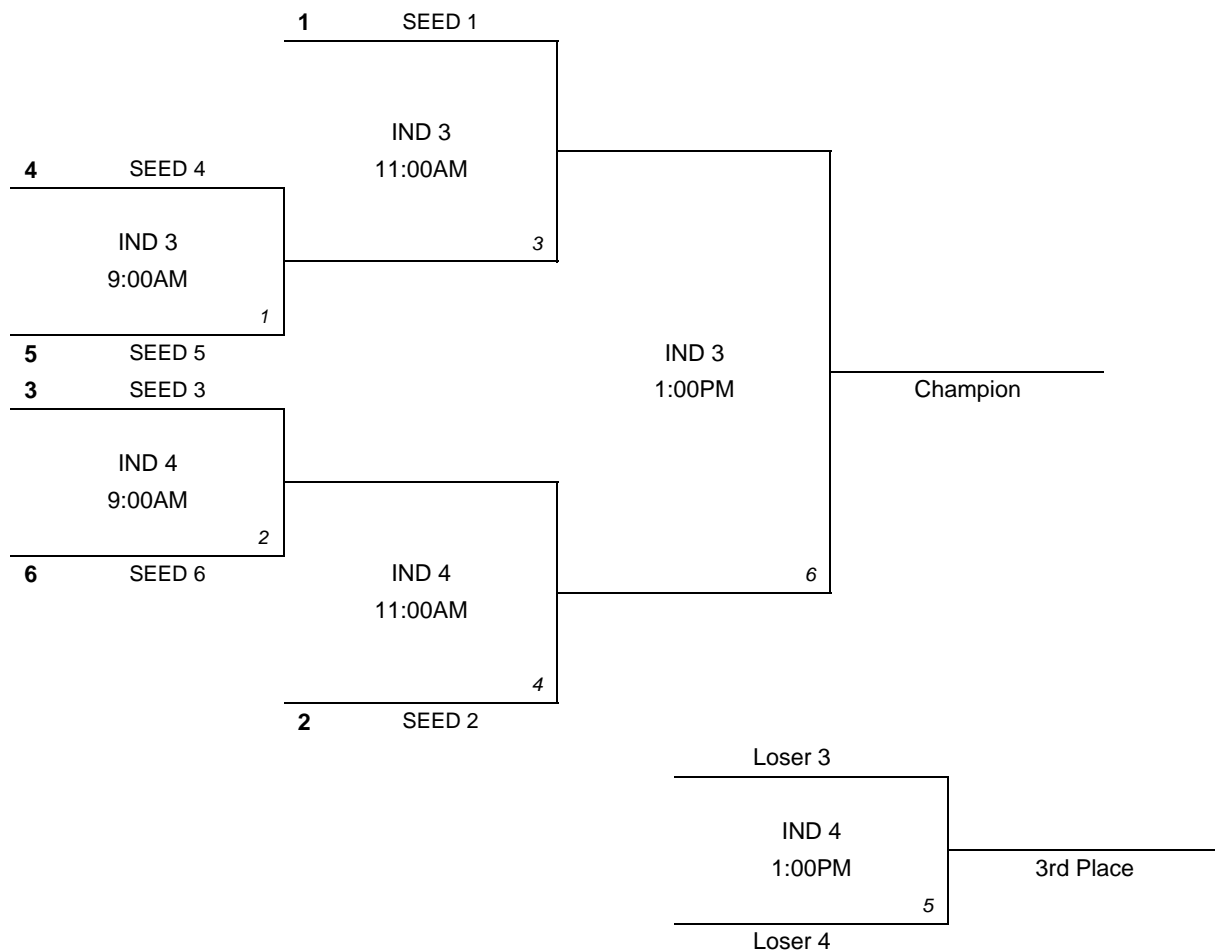 1 SEED 1
IND 3
11:00AM
4 SEED 4
IND 3
9:00AM
3
1
5 SEED 5
IND 3
1:00PM
Champion
3 SEED 3
IND 4
9:00AM
2
6 SEED 6
IND 4
11:00AM
6
4
2 SEED 2
Loser 3
IND 4
1:00PM
3rd Place
5
Loser 4